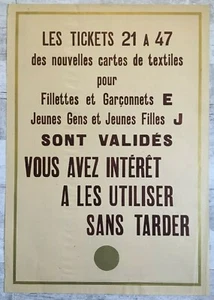 LES TICKETS 21 A 47
des nouvelles cartes de textiles
pour
Fillettes et Garçonnets E
Jeunes Gens et Jeunes Filles J
SONT VALIDÉS
VOUS AVEZ INTÉRÊT
A LES UTILISER
SANS TARDER